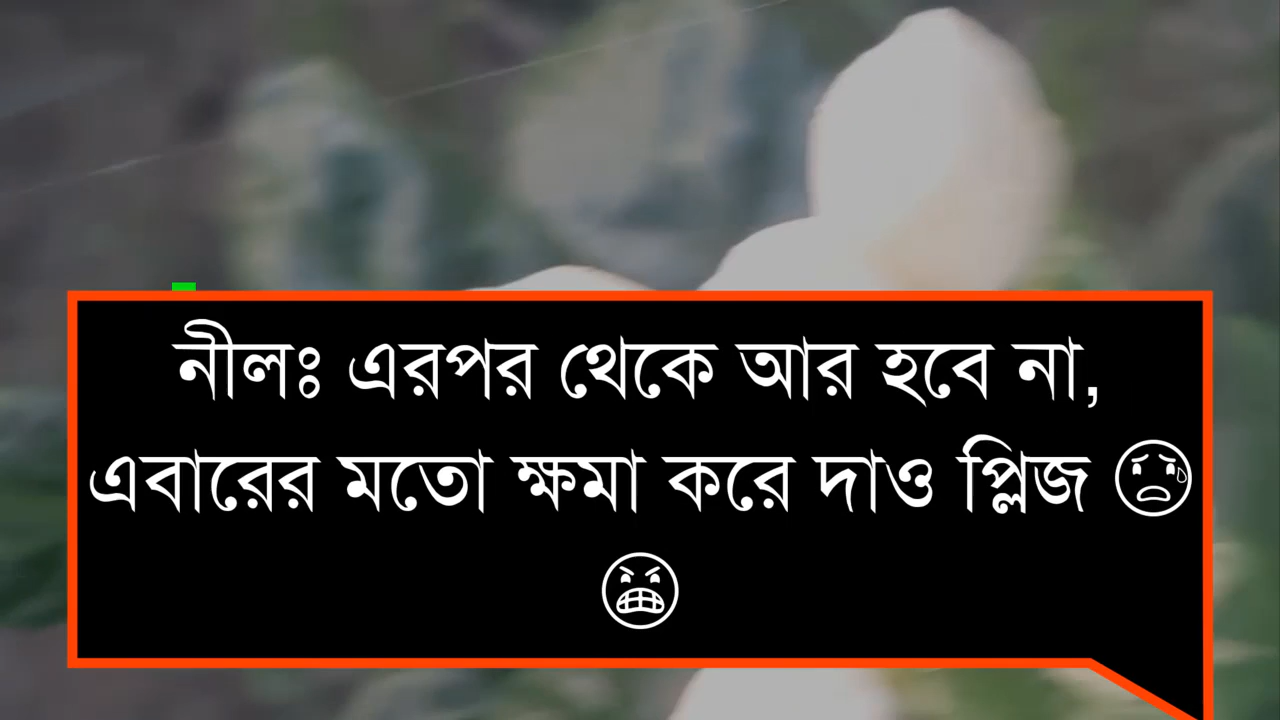 নীলঃ এরপর থেকে আর হবে না,
এবারের মতো ক্ষমা করে দাও প্লিজ 😥
😬